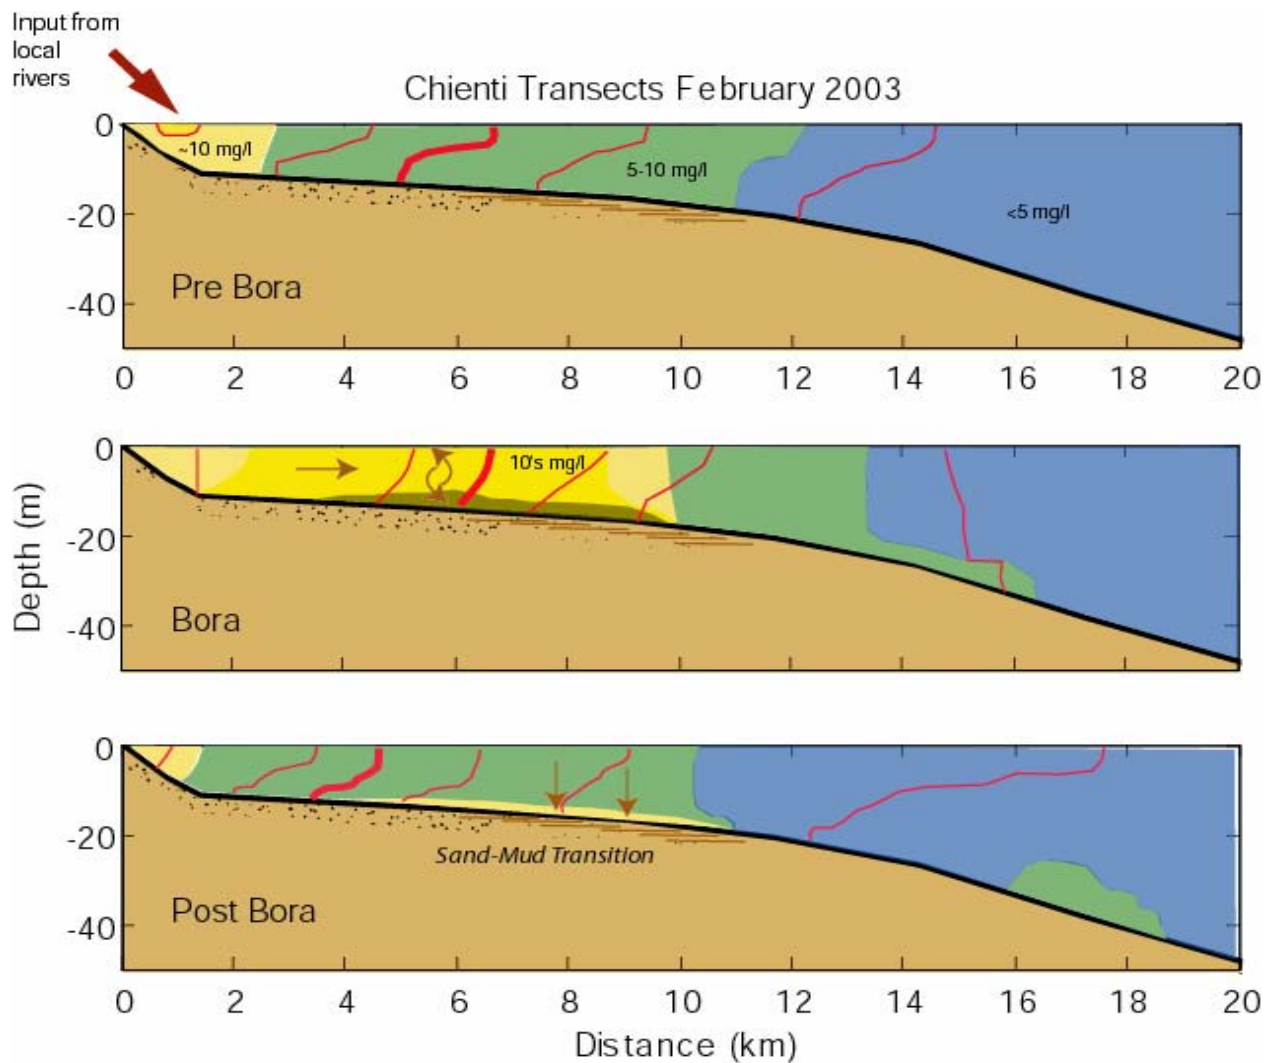 Input from
local
rivers
Chienti Transects February 2003
0
-20
-40
~10 mg/l
5-10 mg/l
<5 mg/l
Pre Bora
0 2 4 6 8 10 12 14 16 18 20
Depth (m)
0
-20
-40
10's mg/l
Bora
0
-20
-40
Sand-Mud Transition
Post Bora
0 2 4 6 8 10 12 14 16 18 20
Distance (km)